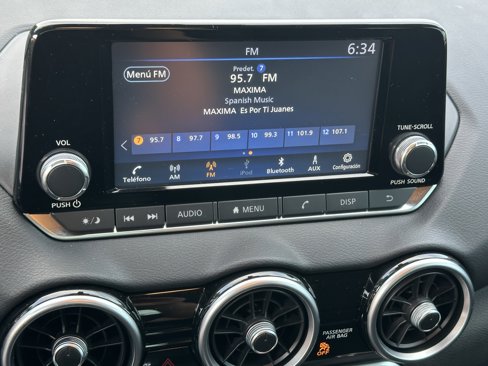 FM
6:34
Menú FM
Predet. 7
95.7 FM
MAXIMA
Spanish Music
MAXIMA Es Por Ti Juanes
7 95.7 8 97.7 9 98.5 10 99.3 11 101.9 12 107.1
Teléfono AM FM iPod Bluetooth AUX Configuración
VOL
PUSH
TUNE·SCROLL
PUSH SOUND
AUDIO MENU DISP
PASSENGER
AIR BAG
OFF